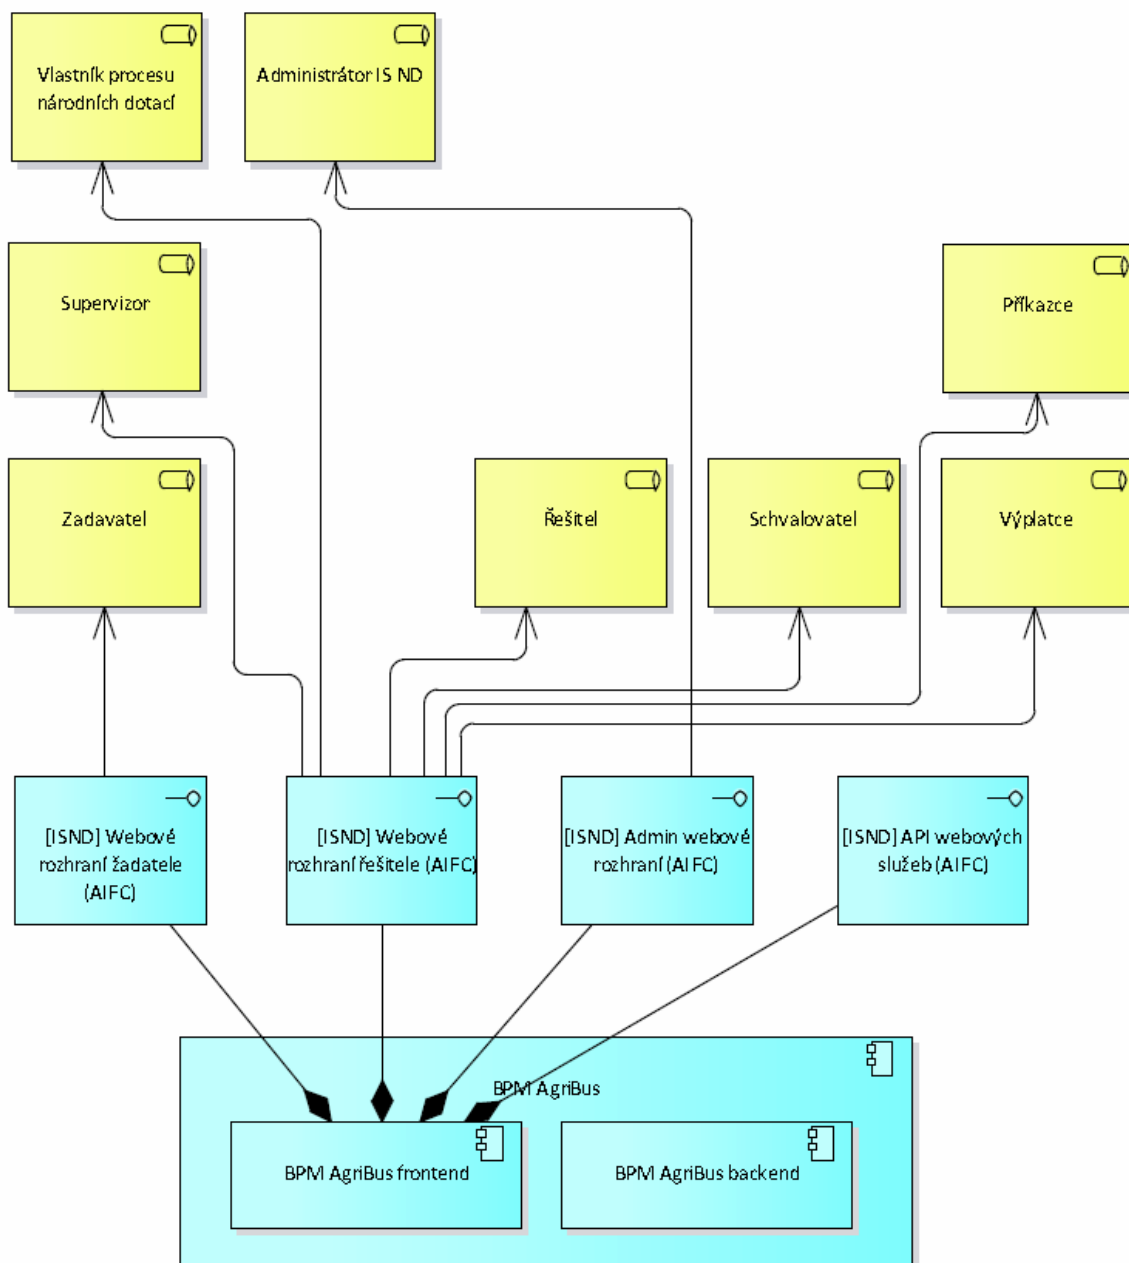 Vlastník procesu
národních dotací
Administrátor IS ND
Supervizor
Příkazce
Zadavatel
Řešitel
Schvalovatel
Výplatce
[ISND] Webové
rozhraní žadatele
(AIFC)
[ISND] Webové
rozhraní řešitele (AIFC)
[ISND] Admin webové
rozhraní (AIFC)
[ISND] API webových
služeb (AIFC)
BPM AgriBus
BPM AgriBus frontend
BPM AgriBus backend